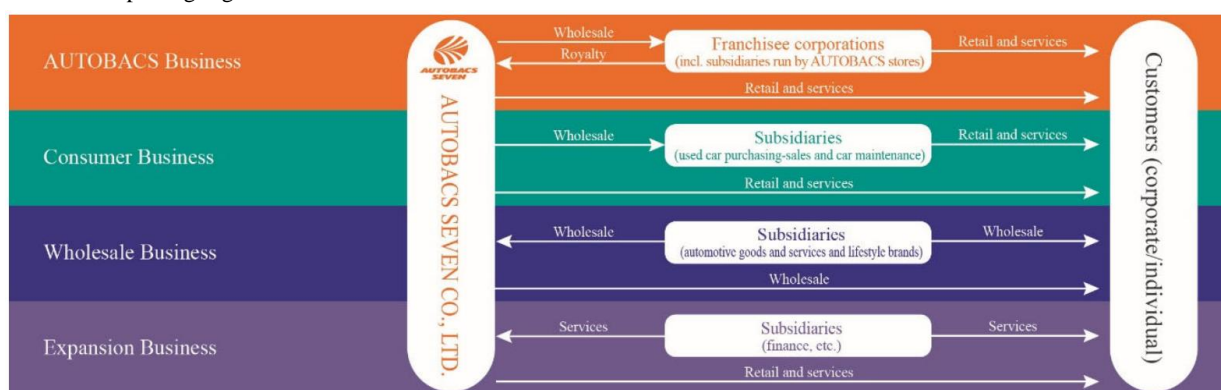 AUTOBACS Business
AUTOBACS
SEVEN
AUTOBACS SEVEN CO., LTD.
Wholesale
Royalty
Franchisee corporations
(incl. subsidiaries run by AUTOBACS stores)
Retail and services
Retail and services
Customers (corporate/individual)
Consumer Business
Wholesale
Subsidiaries
(used car purchasing-sales and car maintenance)
Retail and services
Retail and services
Wholesale Business
Wholesale
Subsidiaries
(automotive goods and services and lifestyle brands)
Wholesale
Wholesale
Expansion Business
Services
Subsidiaries
(finance, etc.)
Services
Retail and services